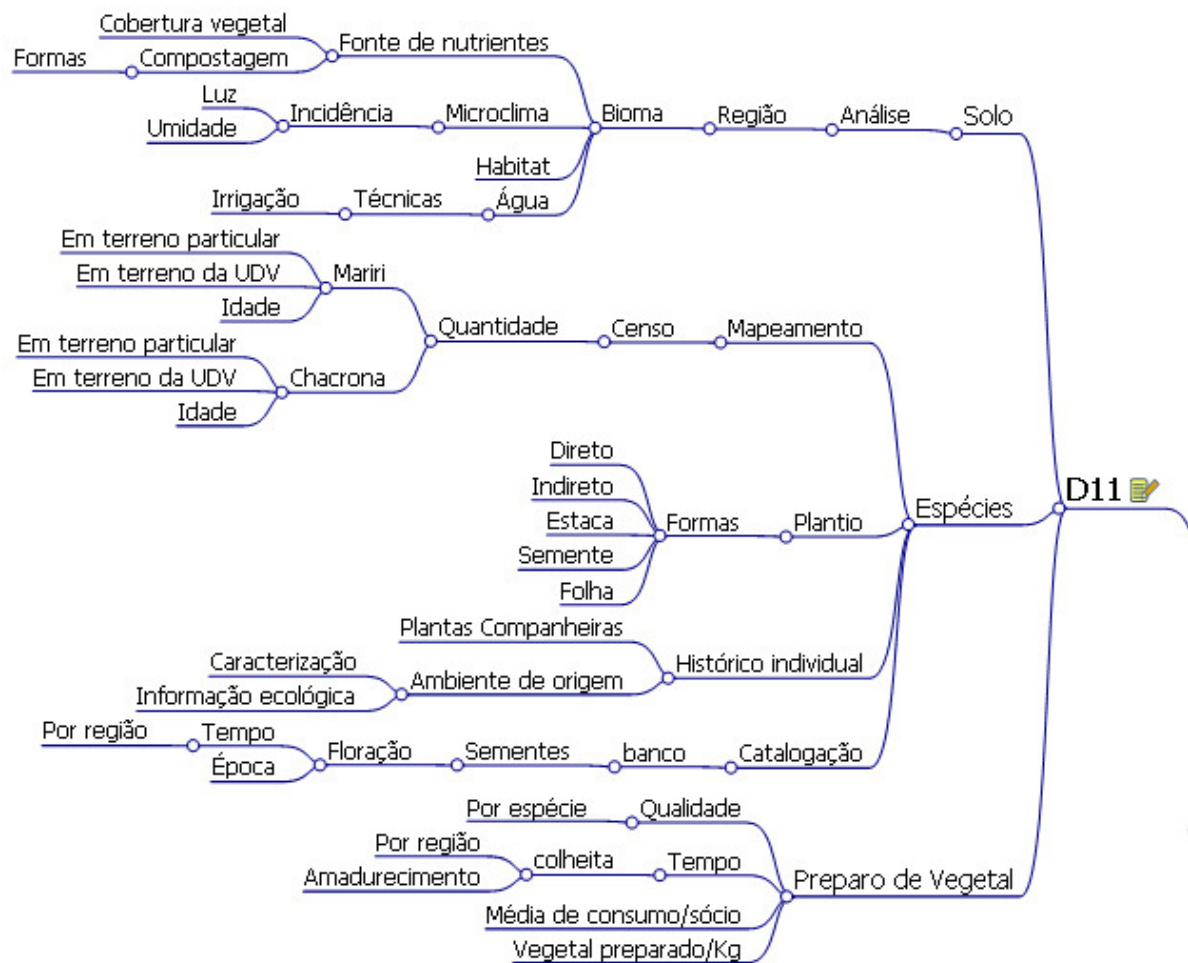 Cobertura vegetal
Fonte de nutrientes
Formas
Compostagem
Luz
Incidência
Microclima
Bioma
Região
Análise
Solo
Umidade
Habitat
Irrigação
Técnicas
Água
Em terreno particular
Em terreno da UDV
Mariri
Idade
Quantidade
Censo
Mapeamento
Em terreno particular
Em terreno da UDV
Chacrona
Idade
Direto
Indireto
Estaca
Formas
Plantio
Espécies
D11
Semente
Folha
Plantas Companheiras
Histórico individual
Caracterização
Ambiente de origem
Informação ecológica
Por região
Tempo
Floração
Sementes
banco
Catalogação
Época
Por espécie
Qualidade
Por região
colheita
Tempo
Amadurecimento
Preparo de Vegetal
Média de consumo/sócio
Vegetal preparado/Kg